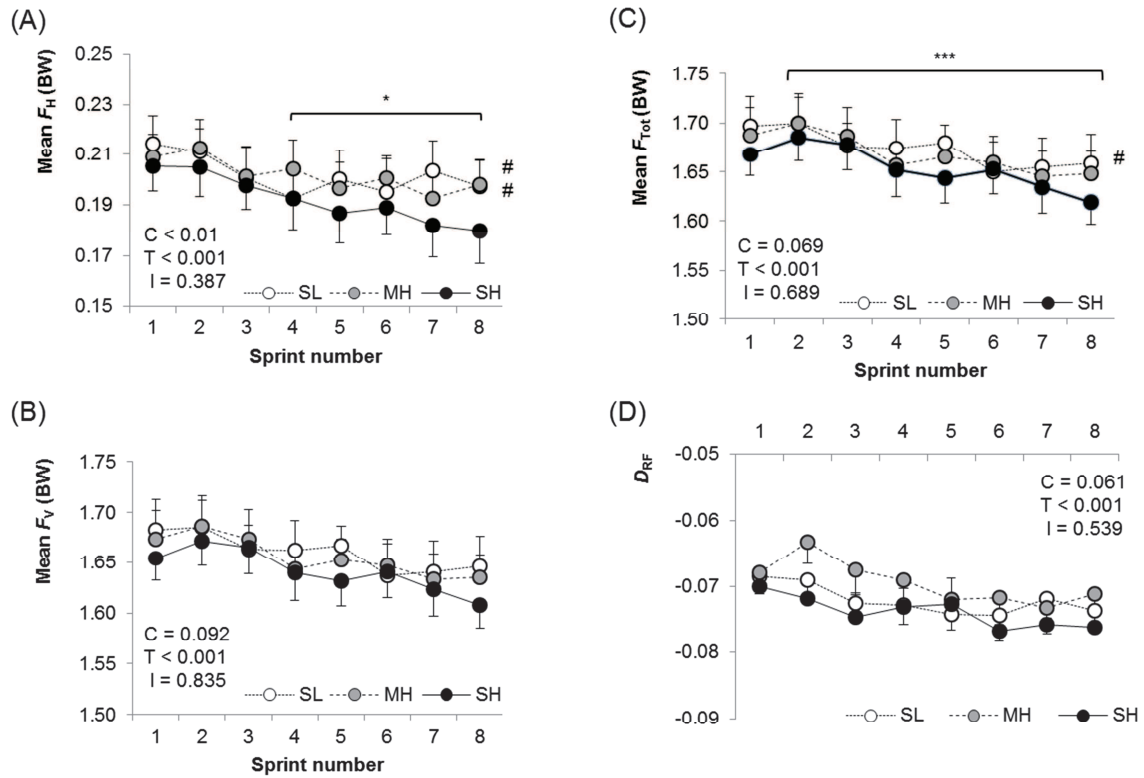 (A)
Mean FH (BW)
0.25
0.23
0.21
0.19
0.17
0.15
*
#
#
C < 0.01
T < 0.001
I = 0.387
SL MH SH
1 2 3 4 5 6 7 8
Sprint number
(B)
Mean FV (BW)
1.75
1.70
1.65
1.60
1.55
1.50
C = 0.092
T < 0.001
I = 0.835
SL MH SH
1 2 3 4 5 6 7 8
Sprint number
(C)
Mean FTot (BW)
1.75
1.70
1.65
1.60
1.55
1.50
***
#
C = 0.069
T < 0.001
I = 0.689
SL MH SH
1 2 3 4 5 6 7 8
Sprint number
(D)
DRF
1 2 3 4 5 6 7 8
-0.05
-0.06
-0.07
-0.08
-0.09
C = 0.061
T < 0.001
I = 0.539
SL MH SH